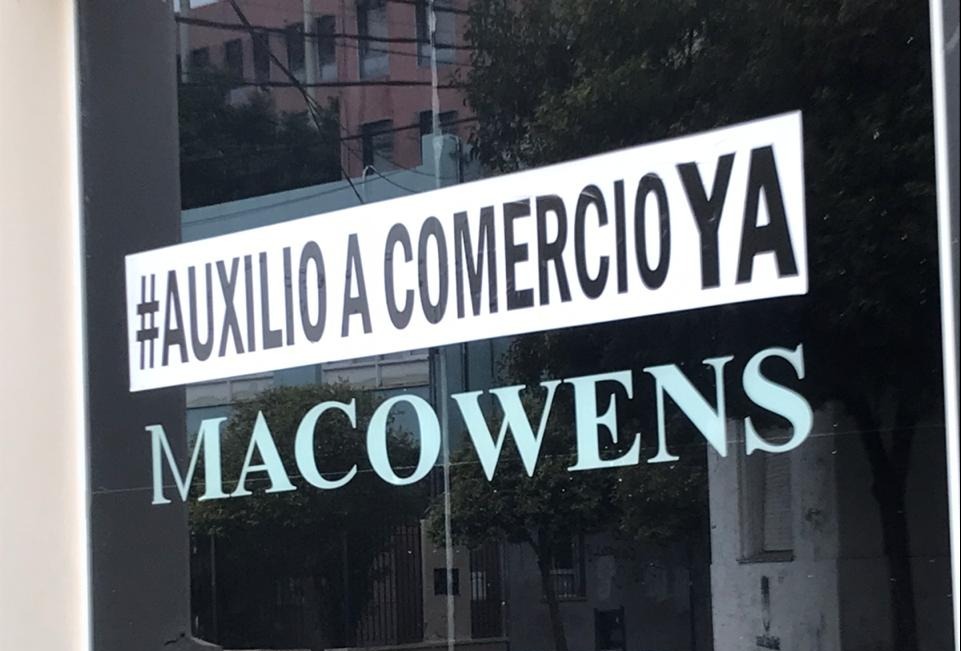 #AUXILIO A COMERCIO YA
MACOWENS